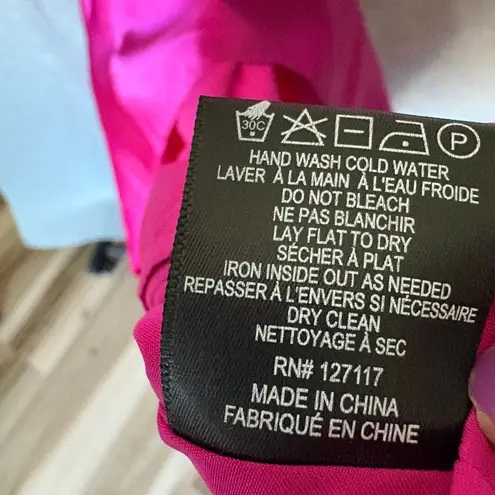 30C P
HAND WASH COLD WATER
LAVER À LA MAIN À L'EAU FROIDE
DO NOT BLEACH
NE PAS BLANCHIR
LAY FLAT TO DRY
SÉCHER À PLAT
IRON INSIDE OUT AS NEEDED
REPASSER À L'ENVERS SI NÉCESSAIRE
DRY CLEAN
NETTOYAGE À SEC
RN# 127117
MADE IN CHINA
FABRIQUÉ EN CHINE